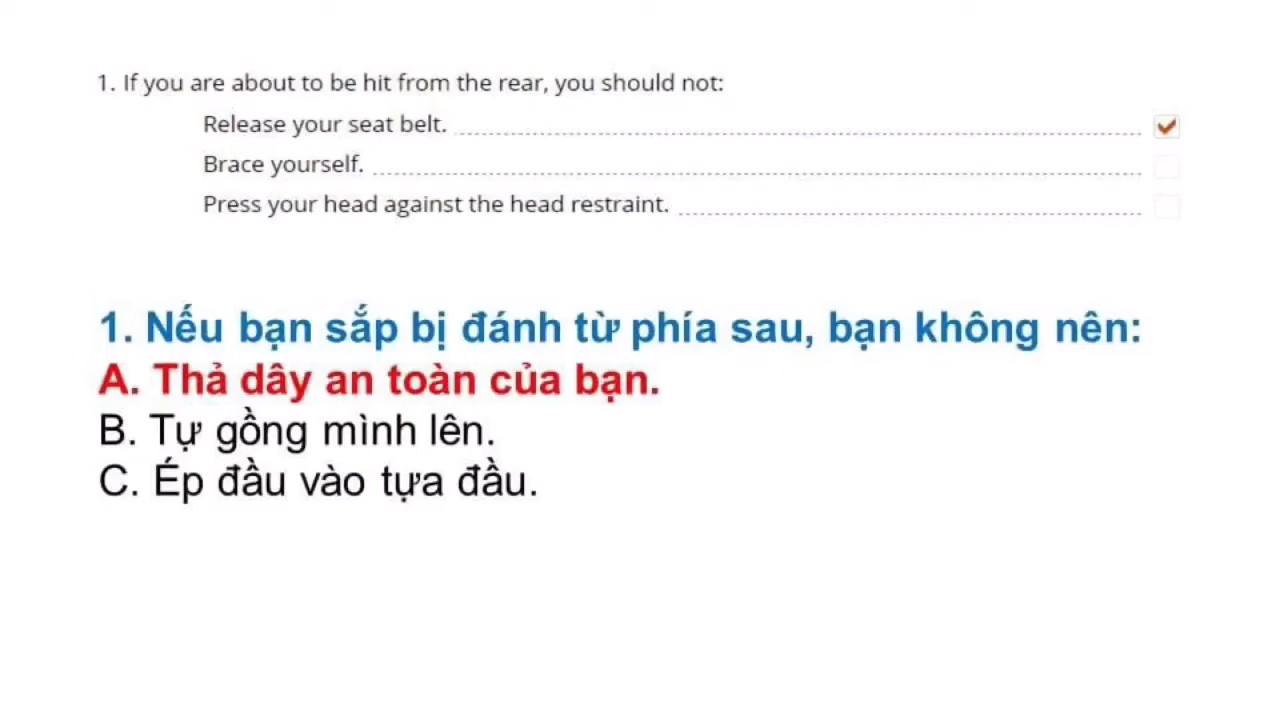 1. If you are about to be hit from the rear, you should not:
Release your seat belt.
Brace yourself.
Press your head against the head restraint.
1. Nếu bạn sắp bị đánh từ phía sau, bạn không nên:
A. Thả dây an toàn của bạn.
B. Tự gồng mình lên.
C. Ép đầu vào tựa đầu.